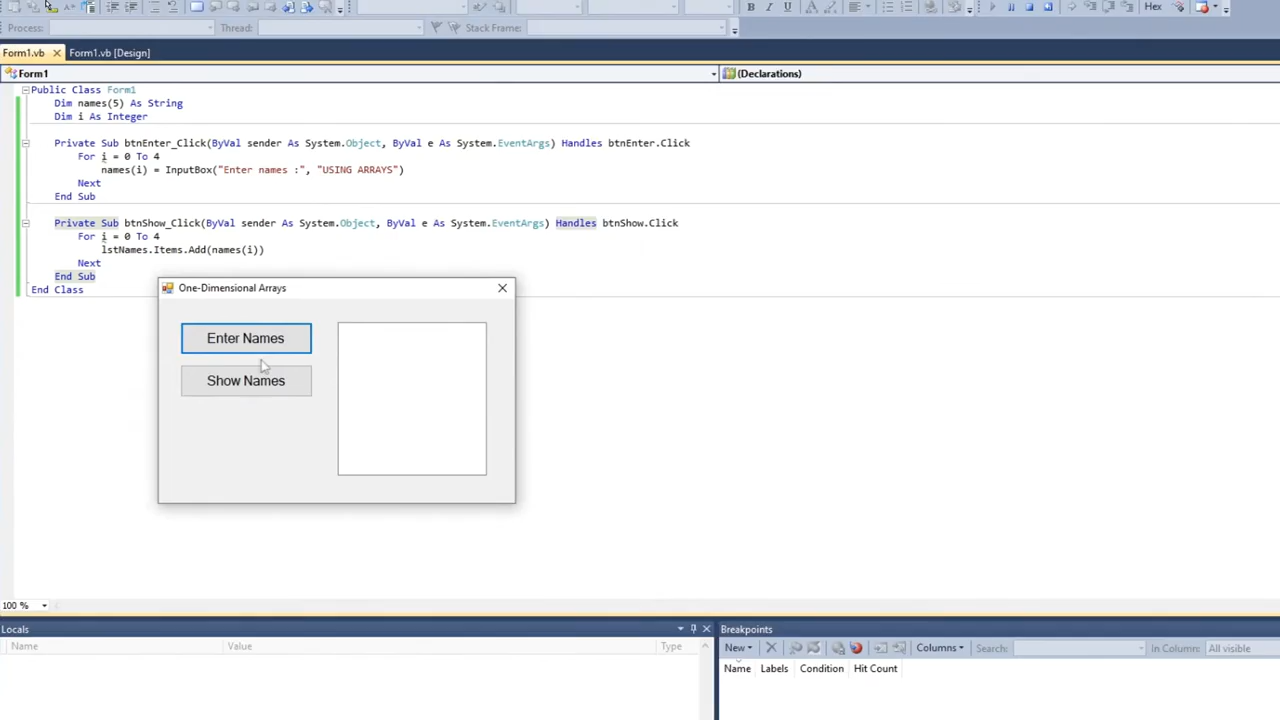 Hex
Process:
Thread:
Stack Frame:
Form1.vb
Form1.vb [Design]
Form1
(Declarations)
Public Class Form1
Dim names(5) As String
Dim i As Integer
Private Sub btnEnter_Click(ByVal sender As System.Object, ByVal e As System.EventArgs) Handles btnEnter.Click
For i = 0 To 4
names(i) = InputBox("Enter names :", "USING ARRAYS")
Next
End Sub
Private Sub btnShow_Click(ByVal sender As System.Object, ByVal e As System.EventArgs) Handles btnShow.Click
For i = 0 To 4
lstNames.Items.Add(names(i))
Next
End Sub
End Class
One-Dimensional Arrays
Enter Names
Show Names
100 %
Locals
Name Value Type
Breakpoints
New Columns Search: In Column: All visible
Name Labels Condition Hit Count